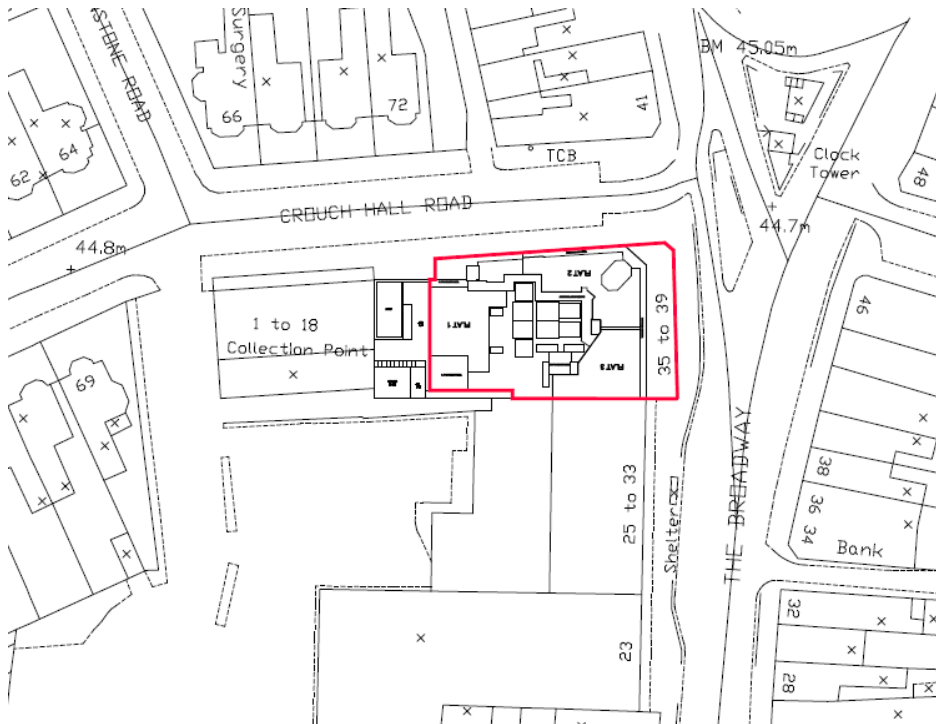 STONE ROAD
Surgery
66
72
62
64
41
TCB
BM 45.05m
Clock
Tower
48
CROUCH HALL ROAD
44.8m
44.7m
1 to 18
Collection Point
FLAT 1
FLAT 2
FLAT 3
35 to 39
46
69
25 to 33
Shelter
THE BROADWAY
38
36
34
Bank
32
23
28